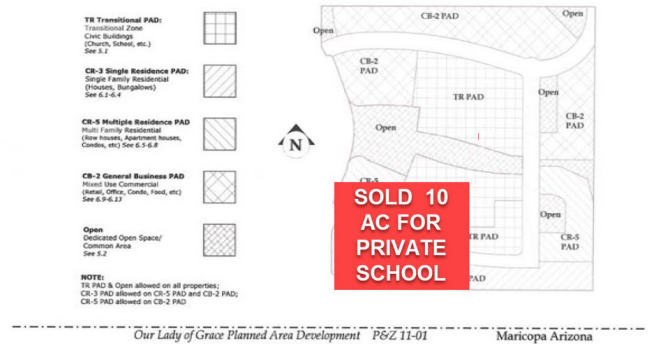 TR Transitional PAD:
Transitional Zone
Civic Buildings
(Church, School, etc.)
See 5.1
CR-3 Single Residence PAD:
Single Family Residential
(Houses, Bungalows)
See 6.1-6.4
CR-5 Multiple Residence PAD
Multi Family Residential
(Row houses, Apartment houses,
Condos, etc) See 6.5-6.8
CB-2 General Business PAD
Mixed Use Commercial
(Retail, Office, Condo, Food, etc)
See 6.9-6.13
Open
Dedicated Open Space/
Common Area
See 5.2
NOTE:
TR PAD & Open allowed on all properties;
CR-3 PAD allowed on CR-5 PAD and CB-2 PAD;
CR-5 PAD allowed on CB-2 PAD
N
CB-2 PAD
Open
Open
CB-2
PAD
TR PAD
Open
CB-2
PAD
Open
CR-5
SOLD 10
AC FOR
PRIVATE
SCHOOL
Open
TR PAD
CR-5
PAD
PAD
Our Lady of Grace Planned Area Development P&Z 11-01 Maricopa Arizona